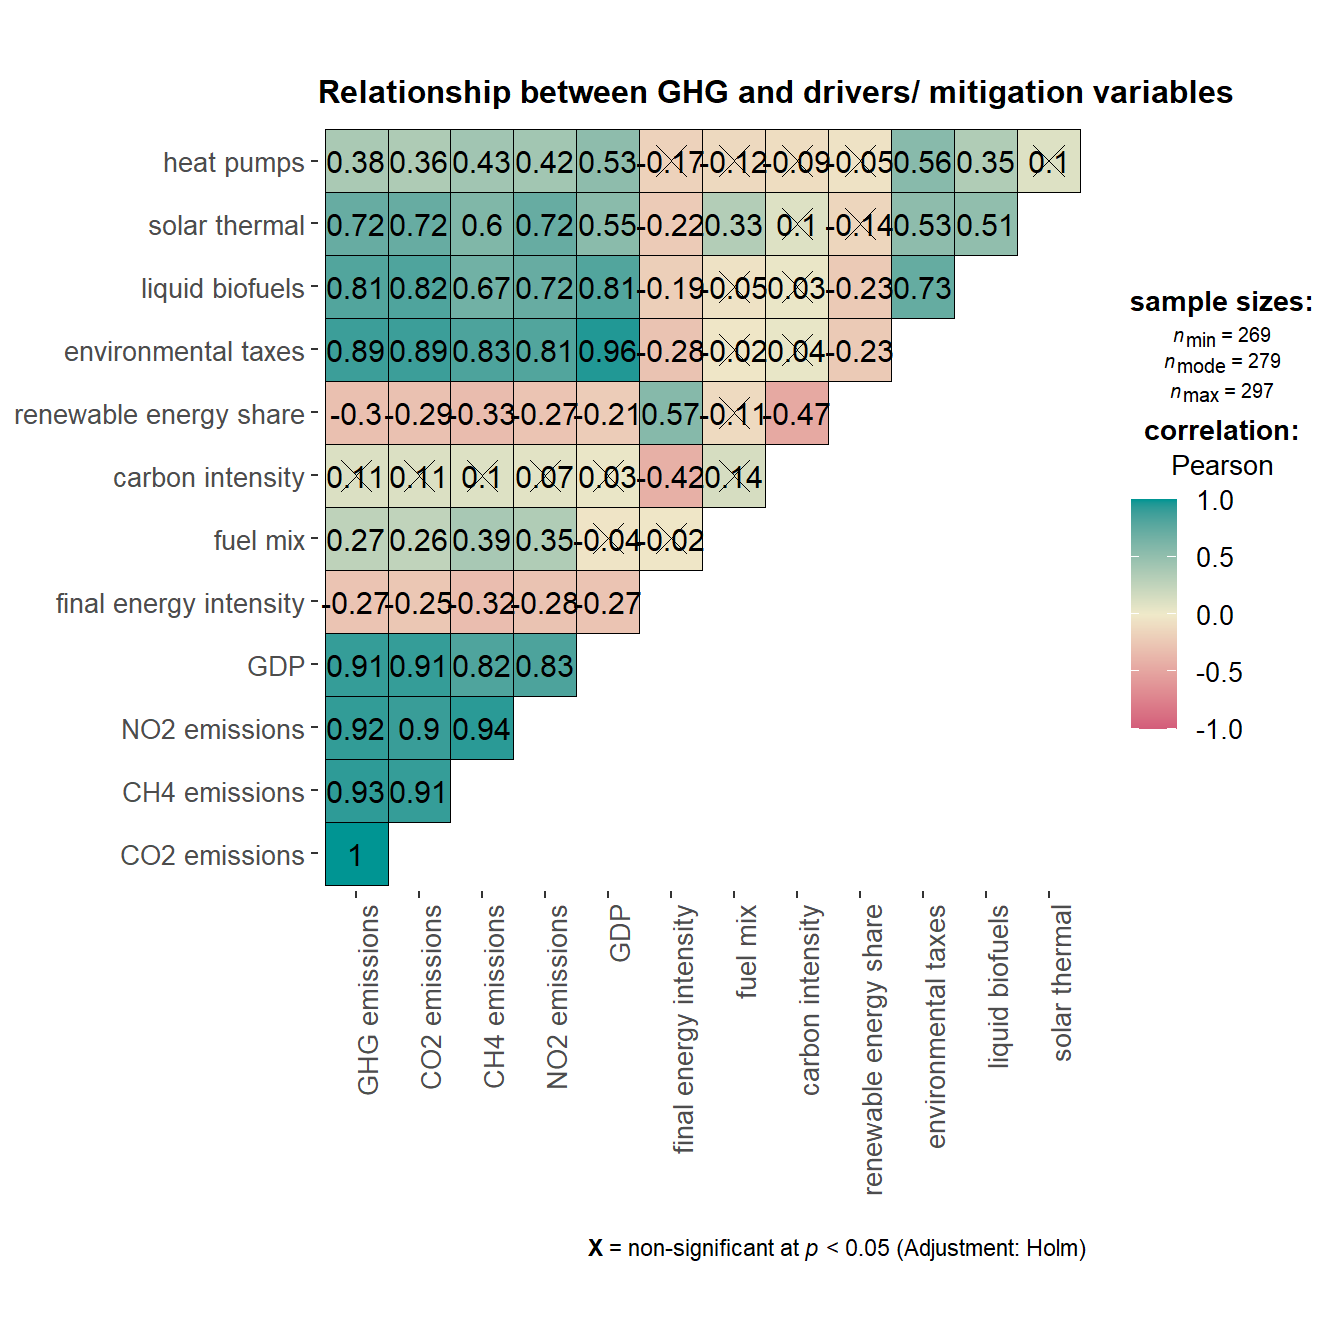 Relationship between GHG and drivers/ mitigation variables
heat pumps 0.38 0.36 0.43 0.42 0.53 -0.17 -0.12 -0.09 -0.05 0.56 0.35 0.1
solar thermal 0.72 0.72 0.6 0.72 0.55 -0.22 0.33 0.1 -0.14 0.53 0.51
liquid biofuels 0.81 0.82 0.67 0.72 0.81 -0.19 -0.05 0.03 -0.23 0.73
environmental taxes 0.89 0.89 0.83 0.81 0.96 -0.28 -0.02 0.04 -0.23
renewable energy share -0.3 -0.29 -0.33 -0.27 -0.21 0.57 -0.11 -0.47
carbon intensity 0.11 0.11 0.1 0.07 0.03 -0.42 0.14
fuel mix 0.27 0.26 0.39 0.35 -0.04 -0.02
final energy intensity -0.27 -0.25 -0.32 -0.28 -0.27
GDP 0.91 0.91 0.82 0.83
NO2 emissions 0.92 0.9 0.94
CH4 emissions 0.93 0.91
CO2 emissions 1
GHG emissions
CO2 emissions
CH4 emissions
NO2 emissions
GDP
final energy intensity
fuel mix
carbon intensity
renewable energy share
environmental taxes
liquid biofuels
solar thermal
sample sizes:
n min = 269
n mode = 279
n max = 297
correlation:
Pearson
1.0
0.5
0.0
-0.5
-1.0
X = non-significant at p < 0.05 (Adjustment: Holm)